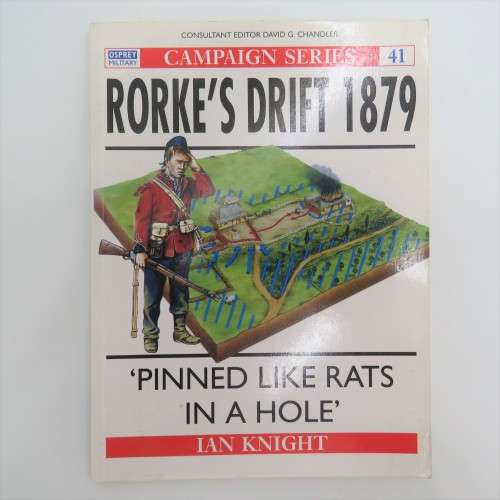 CONSULTANT EDITOR DAVID G. CHANDLER
OSPREY
MILITARY
CAMPAIGN SERIES
41
RORKE'S DRIFT 1879
'PINNED LIKE RATS
IN A HOLE'
IAN KNIGHT